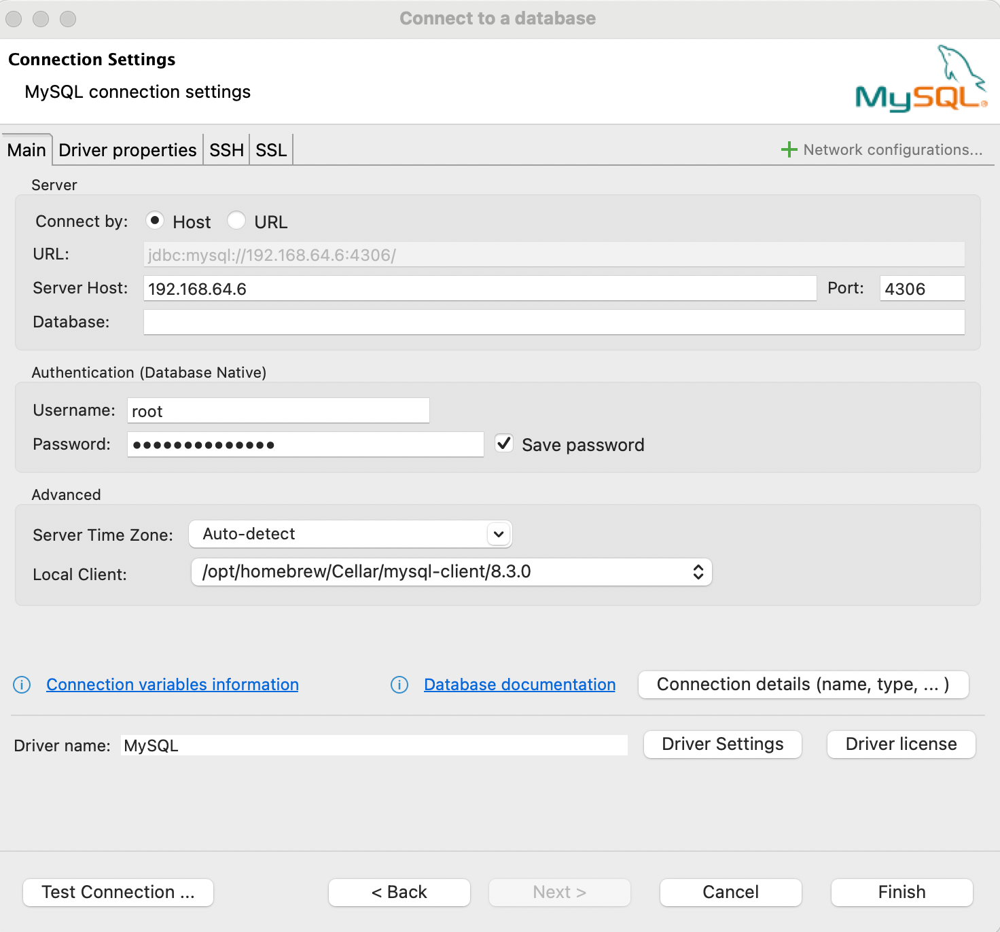 Connect to a database
Connection Settings
MySQL connection settings
MySQL®
Main Driver properties SSH SSL Network configurations...
Server
Connect by: Host URL
URL: jdbc:mysql://192.168.64.6:4306/
Server Host: 192.168.64.6 Port: 4306
Database:
Authentication (Database Native)
Username: root
Password: ••••••••••••••
Save password
Advanced
Server Time Zone: Auto-detect
Local Client: /opt/homebrew/Cellar/mysql-client/8.3.0
Connection variables information Database documentation Connection details (name, type, ... )
Driver name: MySQL Driver Settings Driver license
Test Connection ... < Back Next > Cancel Finish